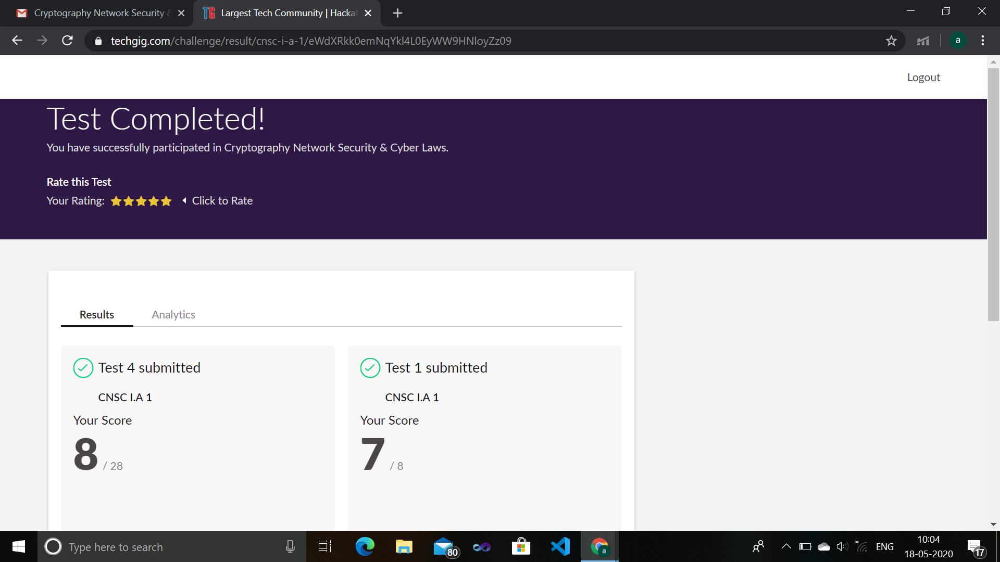 Cryptography Network Security &
Largest Tech Community | Hacka
techgig.com/challenge/result/cnsc-i-a-1/eWdXRkk0emNqYkl4L0EyWW9HNloyZz09
a
Logout
Test Completed!
You have successfully participated in Cryptography Network Security & Cyber Laws.
Rate this Test
Your Rating:
Click to Rate
Results
Analytics
Test 4 submitted
CNSC I.A 1
Your Score
8 / 28
Test 1 submitted
CNSC I.A 1
Your Score
7 / 8
Type here to search
80
a
ENG
10:04
18-05-2020
17